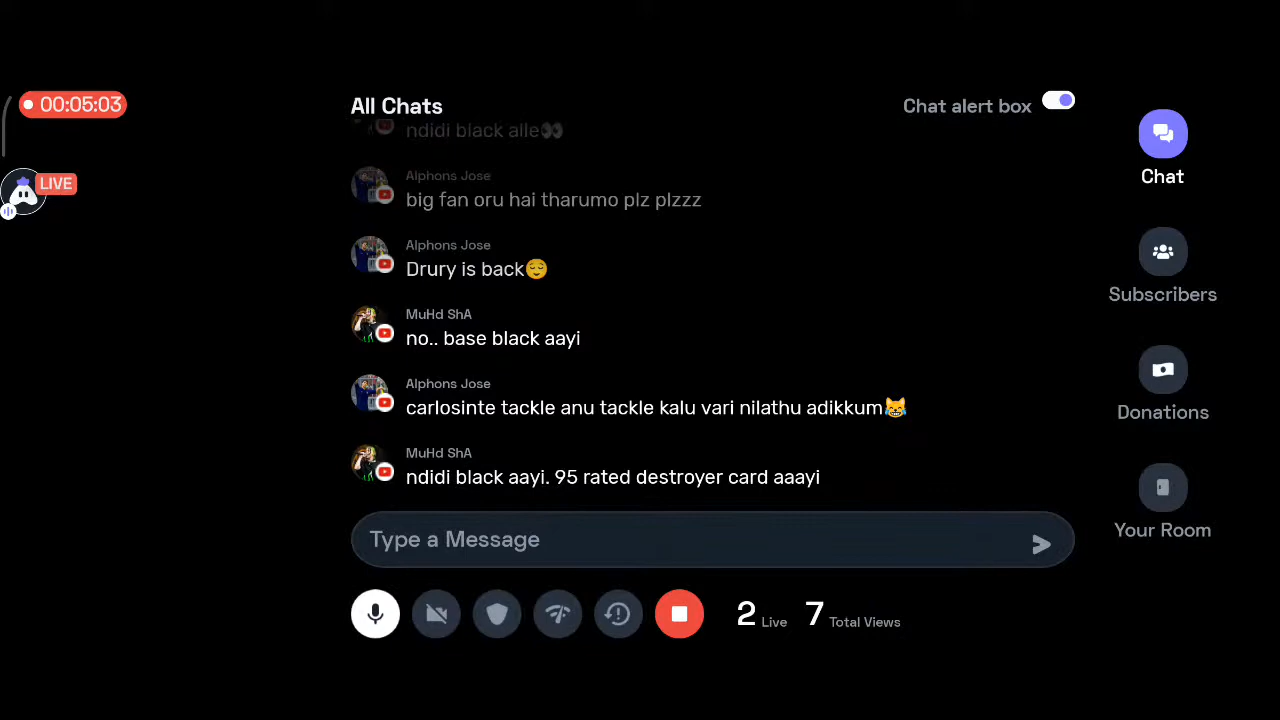 00:05:03
LIVE
All Chats
Chat alert box
ndidi black alle👀
Alphons Jose
big fan oru hai tharumo plz plzzz
Alphons Jose
Drury is back😌
MuHd ShA
no.. base black aayi
Alphons Jose
carlosinte tackle anu tackle kalu vari nilathu adikkum😹
MuHd ShA
ndidi black aayi. 95 rated destroyer card aaayi
Type a Message
2 Live 7 Total Views
Chat
Subscribers
Donations
Your Room